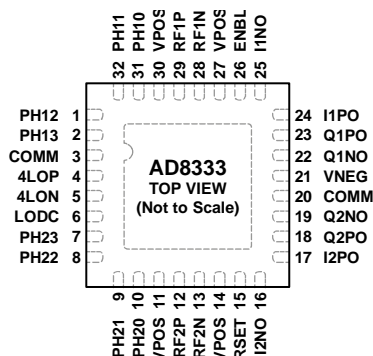 32 PH11
31 PH10
30 VPOS
29 RF1P
28 RF1N
27 VPOS
26 ENBL
25 I1NO
PH12 1
PH13 2
COMM 3
4LOP 4
4LON 5
LODC 6
PH23 7
PH22 8
AD8333
TOP VIEW
(Not to Scale)
24 I1PO
23 Q1PO
22 Q1NO
21 VNEG
20 COMM
19 Q2NO
18 Q2PO
17 I2PO
PH21 9
PH20 10
VPOS 11
RF2P 12
RF2N 13
VPOS 14
RSET 15
I2NO 16